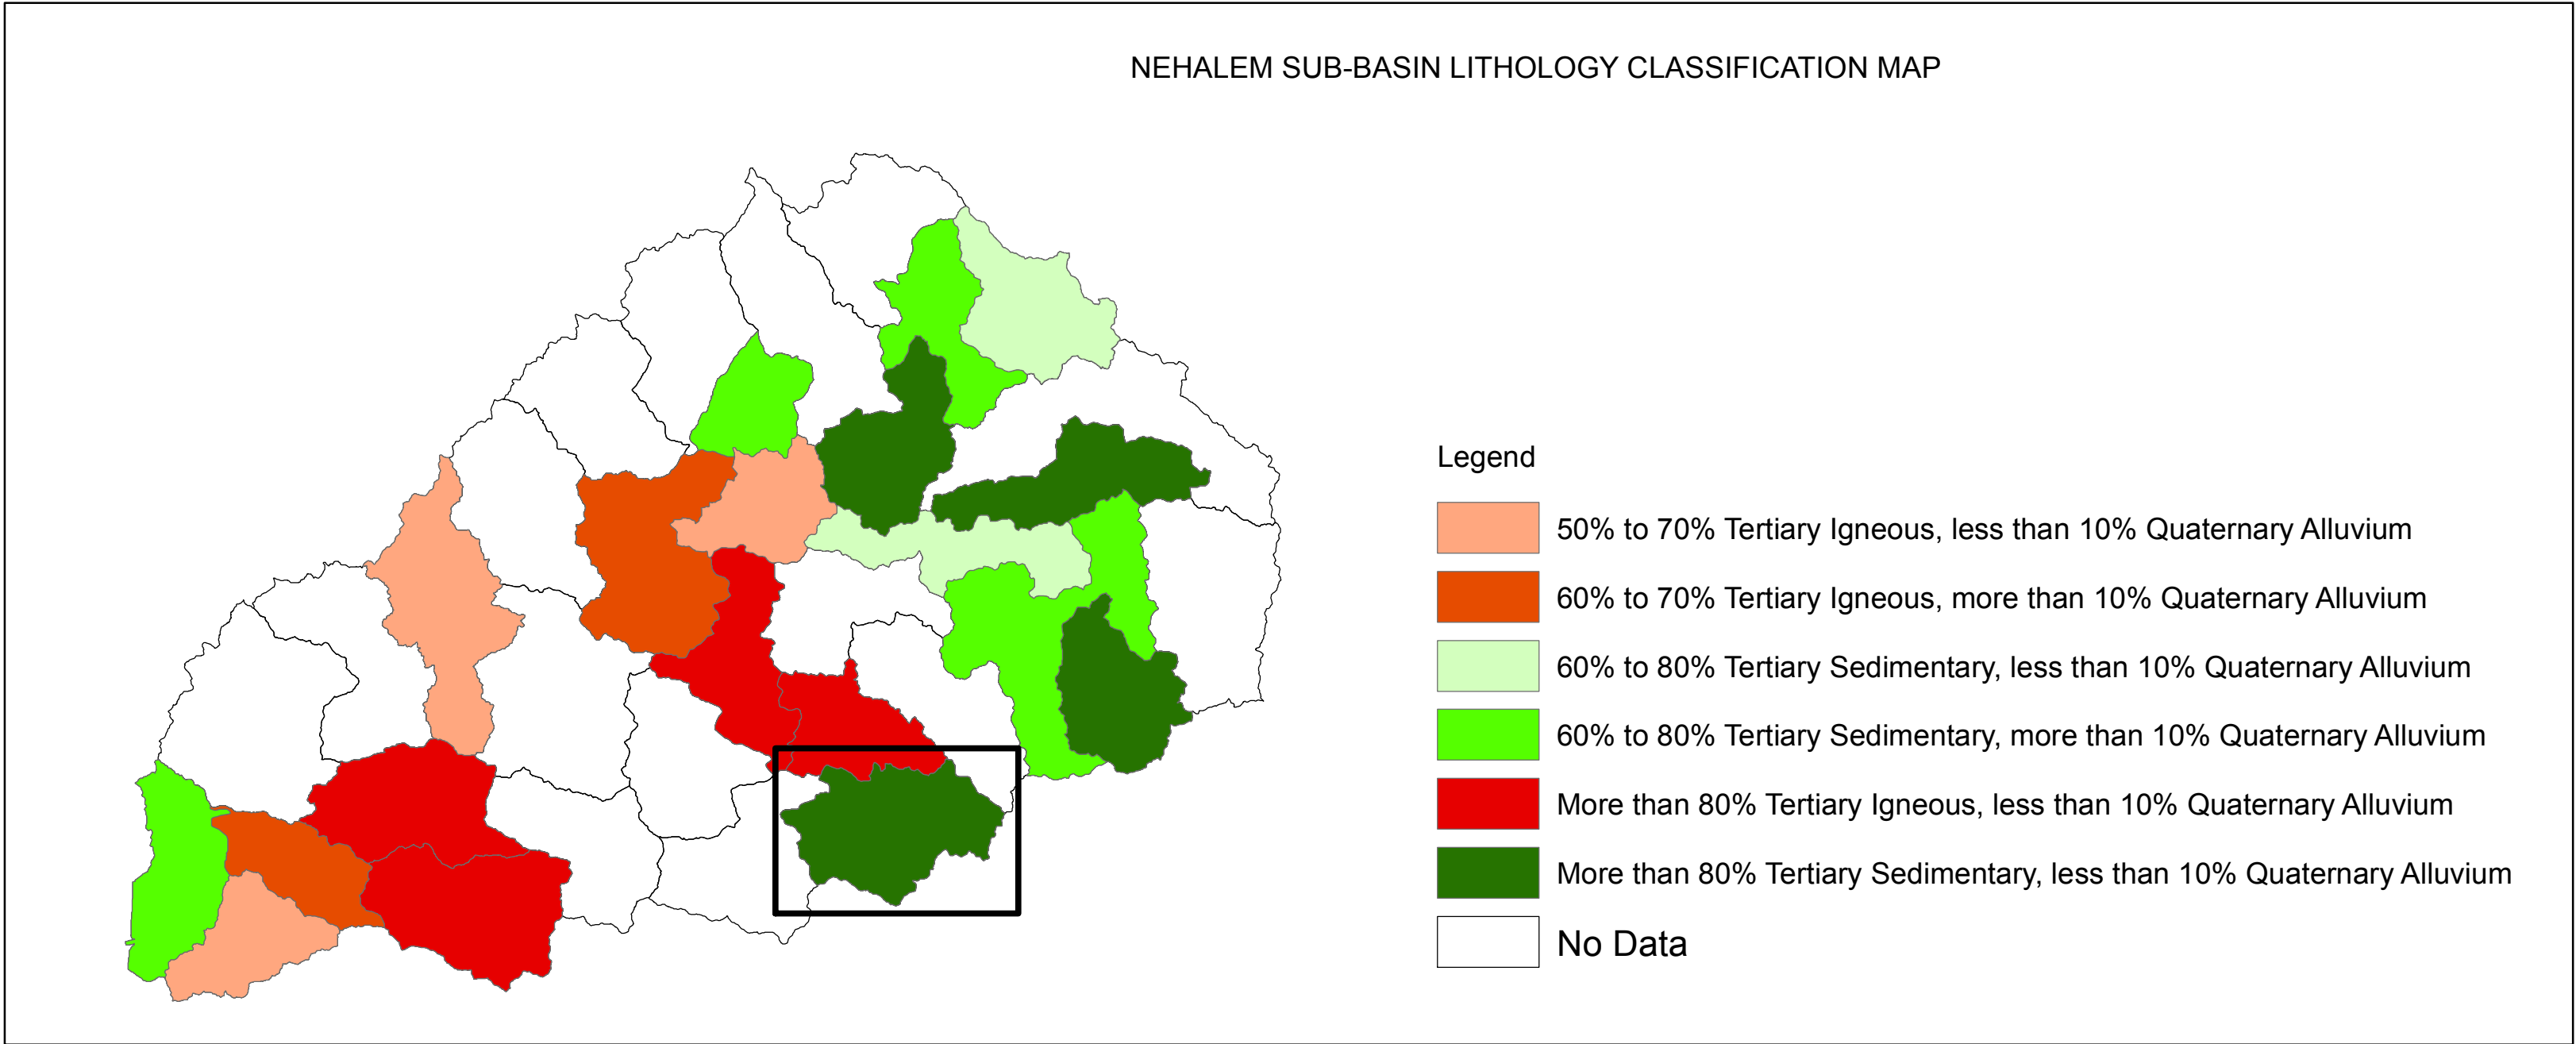 NEHALEM SUB-BASIN LITHOLOGY CLASSIFICATION MAP
Legend
50% to 70% Tertiary Igneous, less than 10% Quaternary Alluvium
60% to 70% Tertiary Igneous, more than 10% Quaternary Alluvium
60% to 80% Tertiary Sedimentary, less than 10% Quaternary Alluvium
60% to 80% Tertiary Sedimentary, more than 10% Quaternary Alluvium
More than 80% Tertiary Igneous, less than 10% Quaternary Alluvium
More than 80% Tertiary Sedimentary, less than 10% Quaternary Alluvium
No Data